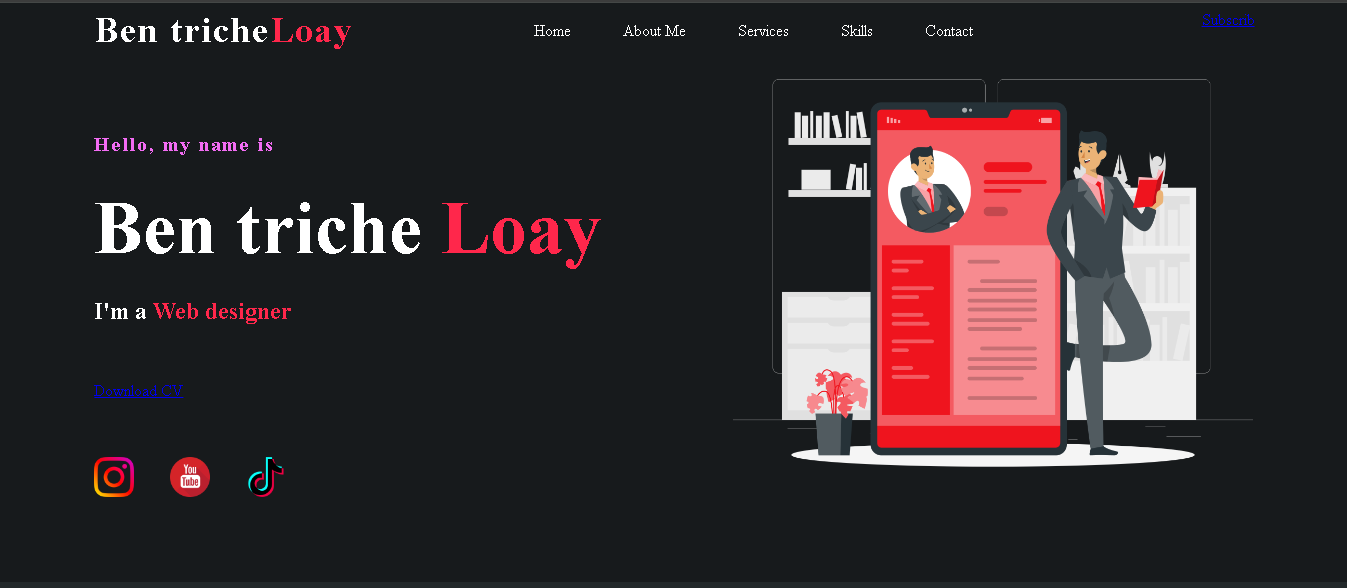 Ben tricheLoay
Home About Me Services Skills Contact
Hello, my name is
Ben triche Loay
I'm a Web designer
Download CV
You
Tube